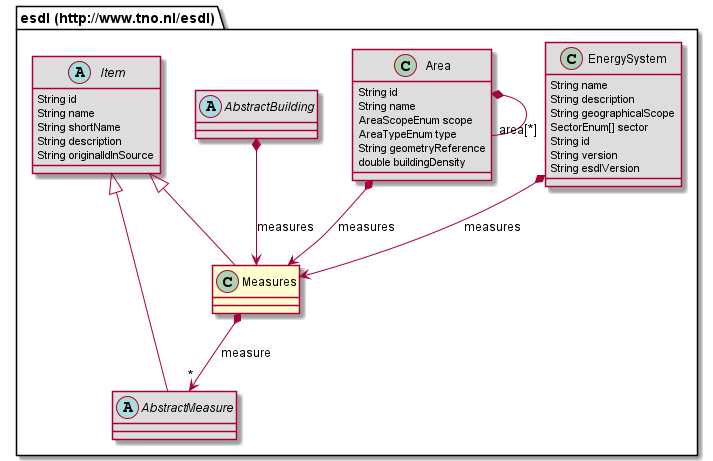 esdl (http://www.tno.nl/esdl)
A Item
String id
String name
String shortName
String description
String originalIdInSource
A AbstractBuilding
C Area
String id
String name
AreaScopeEnum scope
AreaTypeEnum type
String geometryReference
double buildingDensity
area[*]
C EnergySystem
String name
String description
String geographicalScope
SectorEnum[] sector
String id
String version
String esdlVersion
measures
measures
measures
C Measures
measure
*
A AbstractMeasure